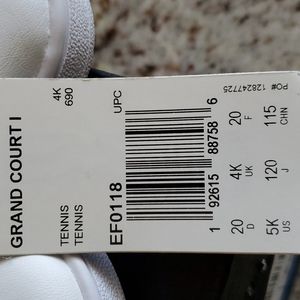 GRAND COURT I
4K
690
TENNIS
TENNIS
UPC
EF0118
1 92615 88758 6
20 F
115 CHN
4K UK
120 J
20 D
5K US
PO# 128247725